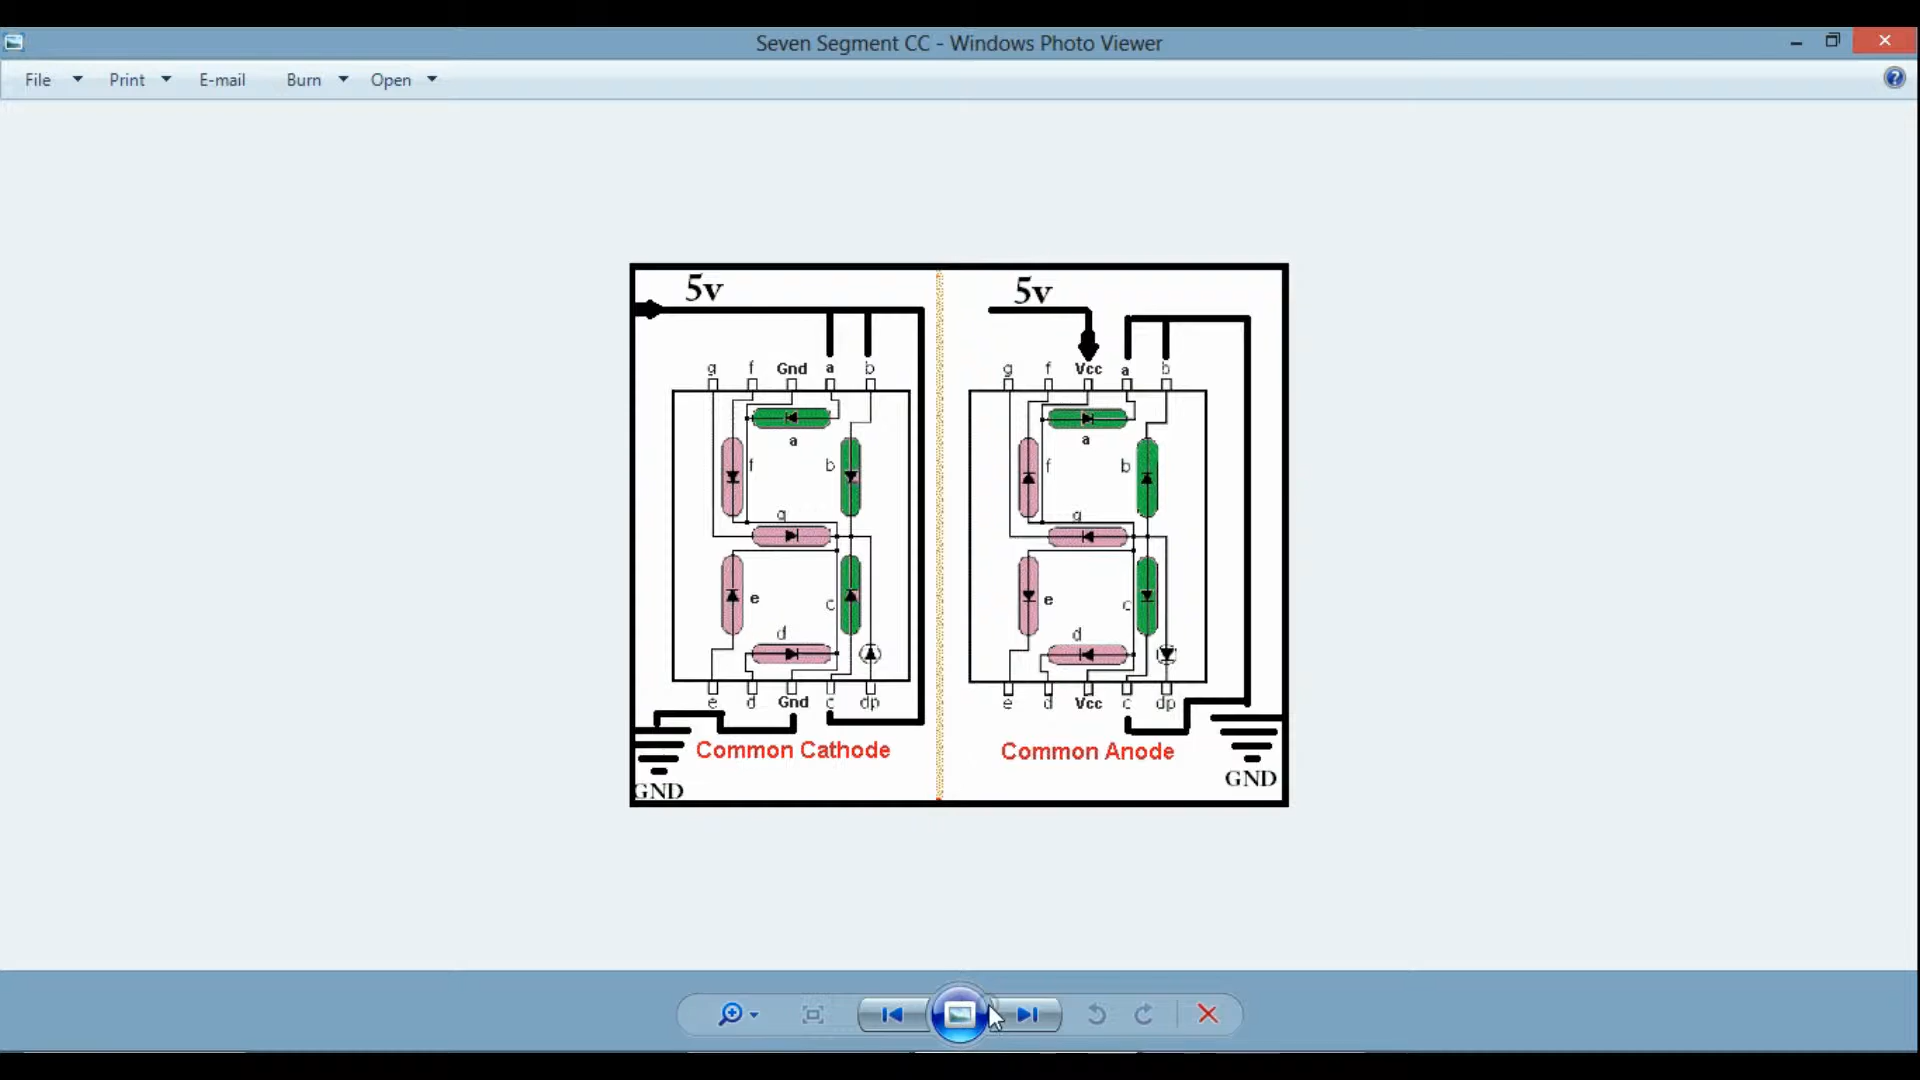 Seven Segment CC - Windows Photo Viewer
File Print E-mail Burn Open
5v
g f Gnd a b
a
f b
g
e c
d
e d Gnd c dp
Common Cathode
GND
5v
g f Vcc a b
a
f b
g
e c
d
e d Vcc c dp
Common Anode
GND